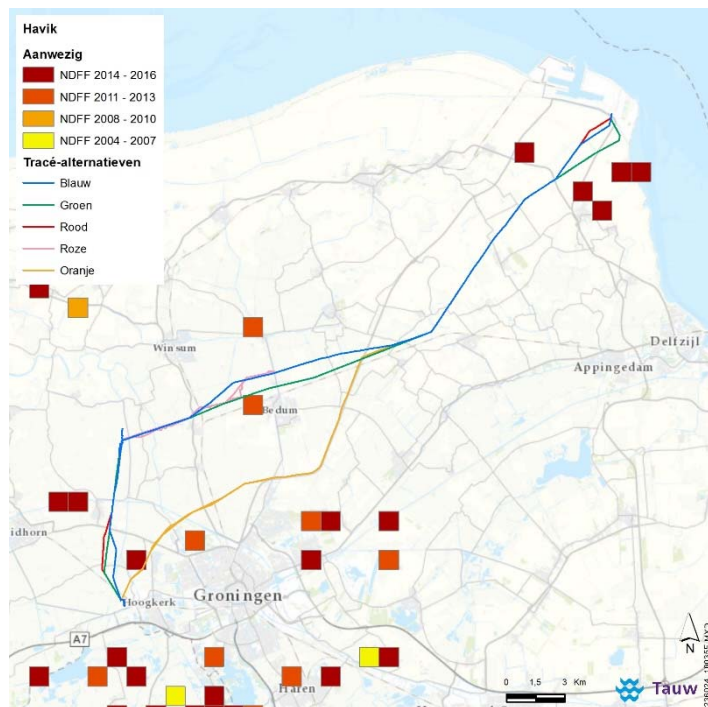 Havik
Aanwezig
NDFF 2014 - 2016
NDFF 2011 - 2013
NDFF 2008 - 2010
NDFF 2004 - 2007
Tracé-alternatieven
Blauw
Groen
Rood
Roze
Oranje
Winsum
Delfzijl
Appingedam
Bedum
idhorn
Hoogkerk
Groningen
A7
Haren
N
0 1.5 3 Km
Tauw